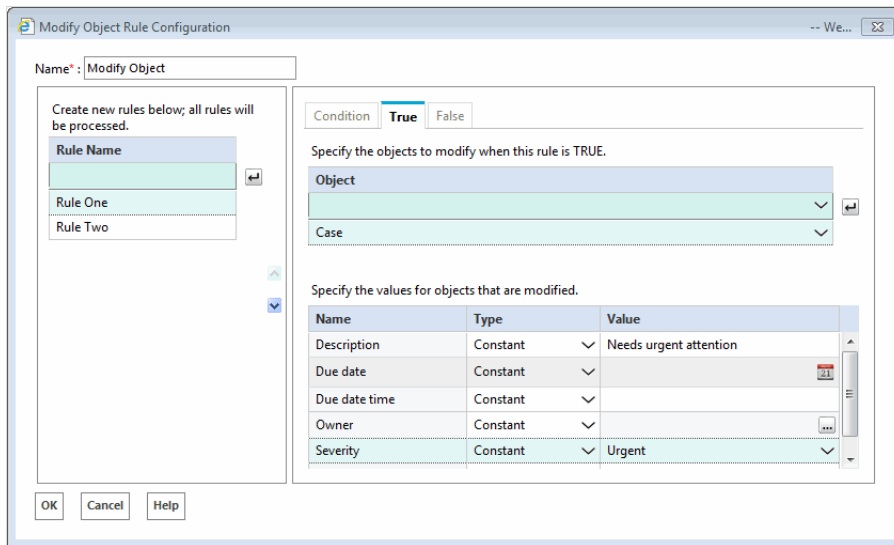 Modify Object Rule Configuration
-- We...
Name* : Modify Object
Create new rules below; all rules will
be processed.
Rule Name
Rule One
Rule Two
Condition True False
Specify the objects to modify when this rule is TRUE.
Object
Case
Specify the values for objects that are modified.
Name Type Value
Description Constant Needs urgent attention
Due date Constant 21
Due date time Constant
Owner Constant ...
Severity Constant Urgent
OK Cancel Help